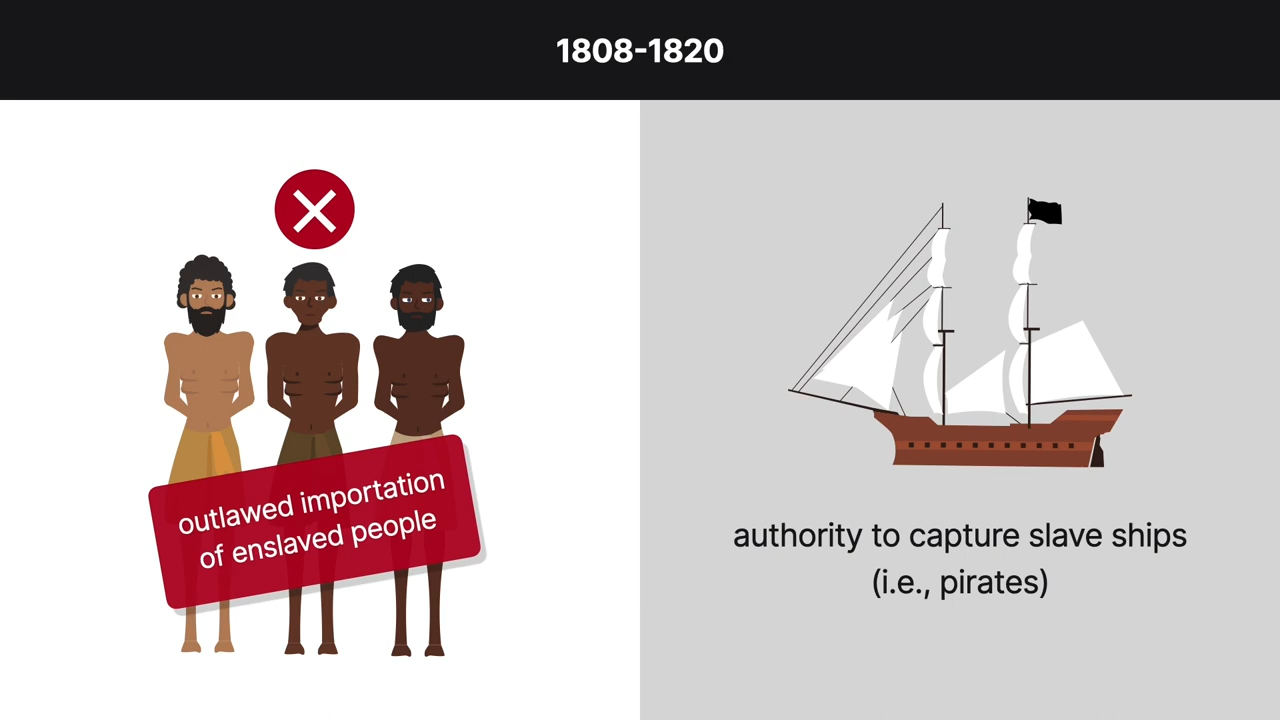 1808-1820
outlawed importation
of enslaved people
authority to capture slave ships
(i.e., pirates)